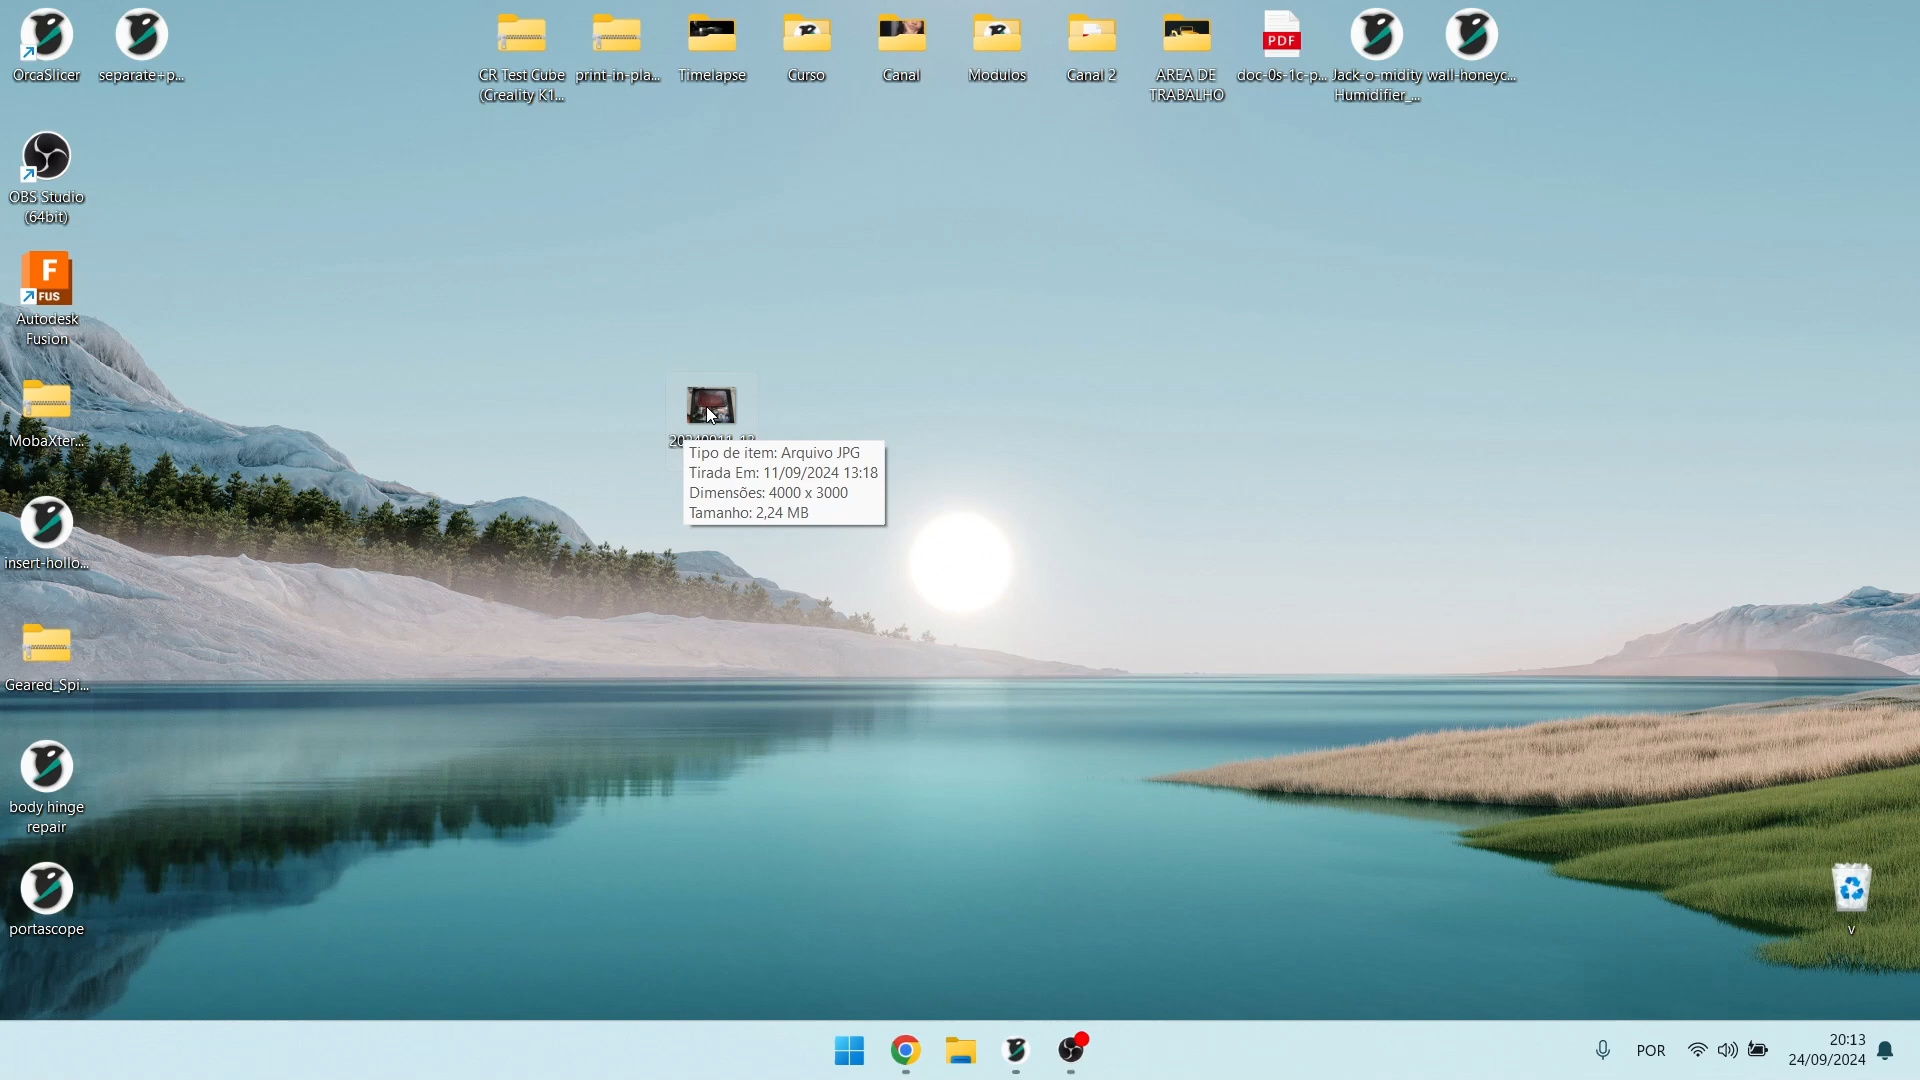 OrcaSlicer
separate+p...
CR Test Cube
(Creality K1...
print-in-pla...
Timelapse
Curso
Canal
Modulos
Canal 2
AREA DE
TRABALHO
PDF
doc-0s-1c-p...
Jack-o-midity
Humidifier_...
wall-honeyc...
OBS Studio
(64bit)
F
FUS
Autodesk
Fusion
MobaXter...
insert-hollo...
Geared_Spi...
body hinge
repair
portascope
Tipo de item: Arquivo JPG
Tirada Em: 11/09/2024 13:18
Dimensões: 4000 x 3000
Tamanho: 2,24 MB
v
POR
20:13
24/09/2024